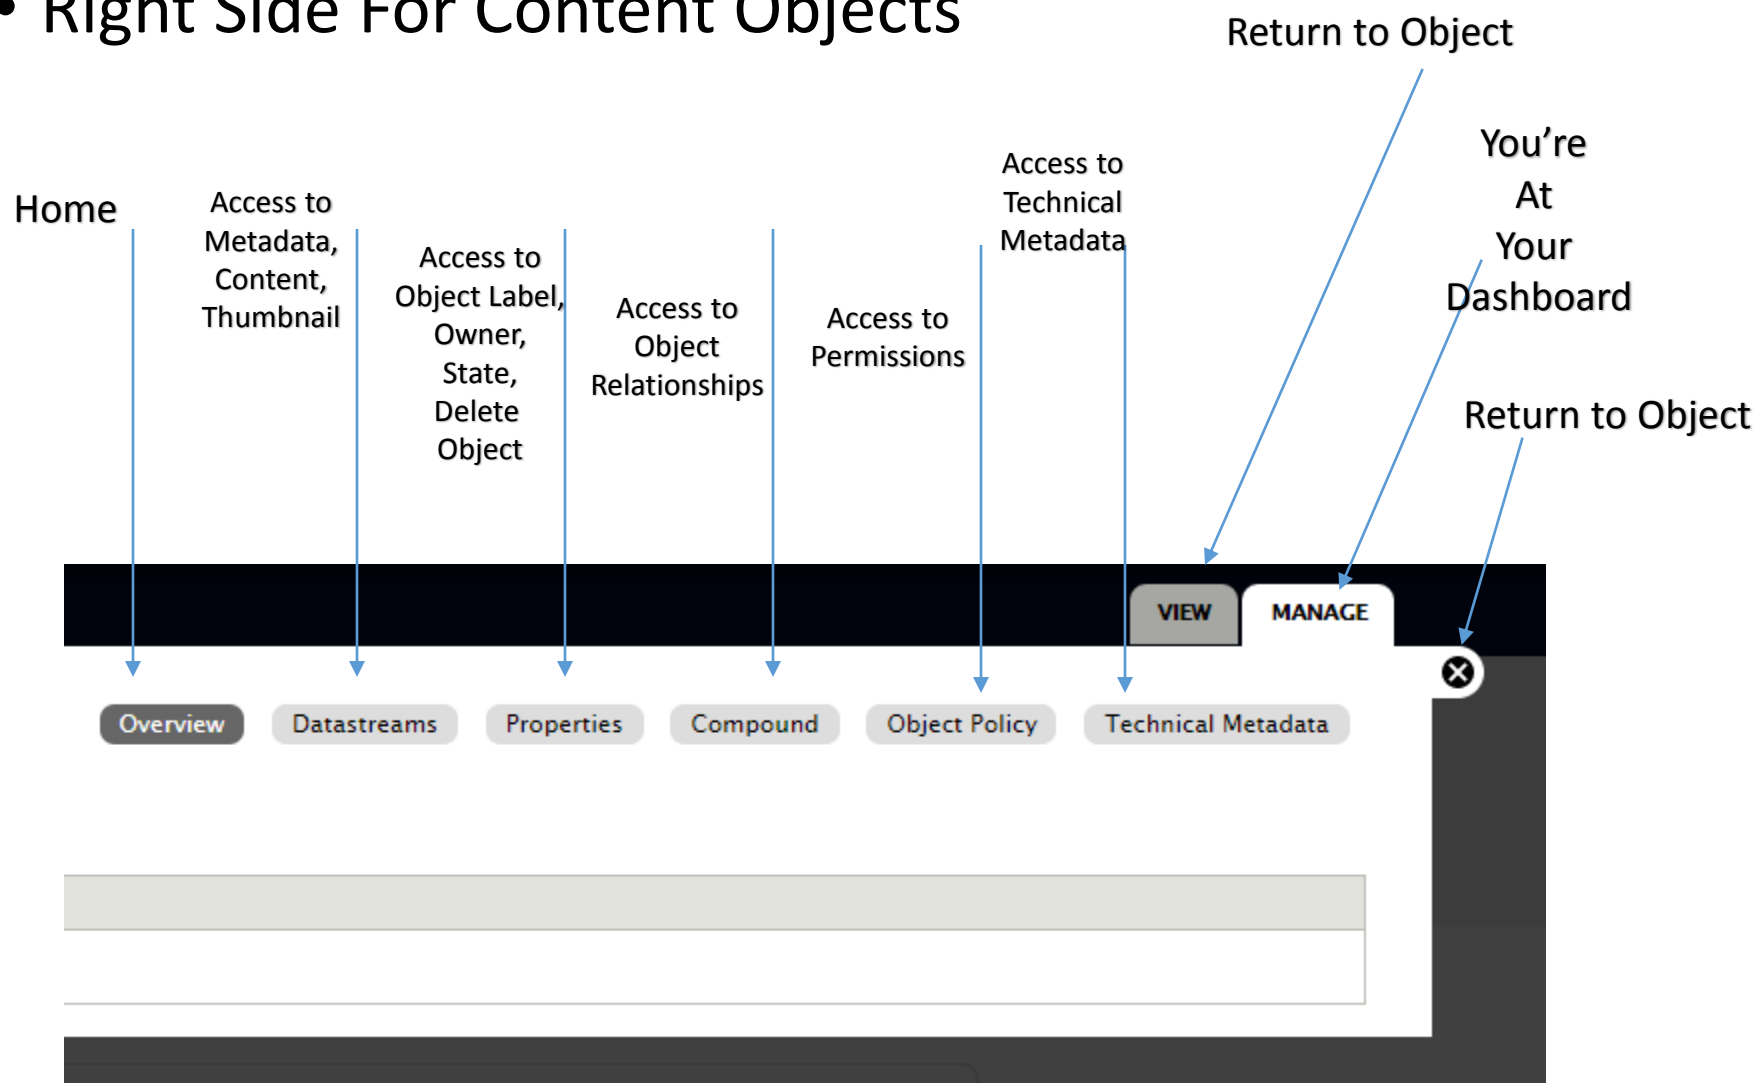 • Right Side For Content Objects
Return to Object
You’re
At
Your
Dashboard
Return to Object
Home
Access to
Metadata,
Content,
Thumbnail
Access to
Object Label,
Owner,
State,
Delete
Object
Access to
Object
Relationships
Access to
Permissions
Access to
Technical
Metadata
VIEW MANAGE
Overview Datastreams Properties Compound Object Policy Technical Metadata